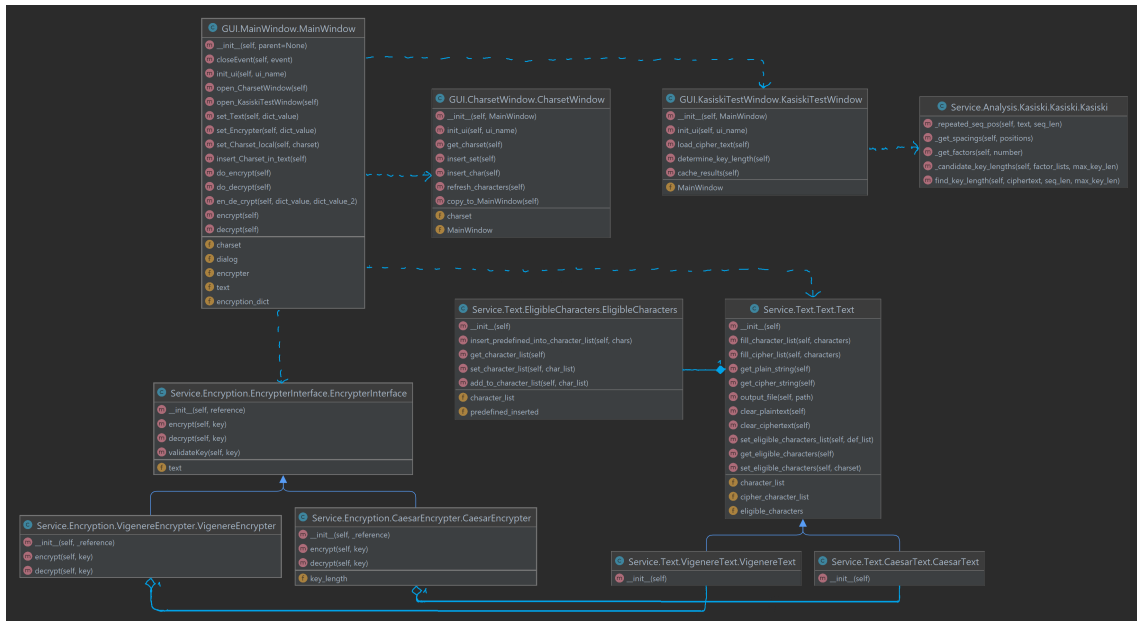 GUI.MainWindow.MainWindow
__init__(self, parent=None)
closeEvent(self, event)
init_ui(self, ui_name)
open_CharsetWindow(self)
open_KasiskiTestWindow(self)
set_Text(self, dict_value)
set_Encrypter(self, dict_value)
set_Charset_local(self, charset)
insert_Charset_in_text(self)
do_encrypt(self)
do_decrypt(self)
en_de_crypt(self, dict_value, dict_value_2)
encrypt(self)
decrypt(self)
charset
dialog
encrypter
text
encryption_dict
GUI.CharsetWindow.CharsetWindow
__init__(self, MainWindow)
init_ui(self, ui_name)
get_charset(self)
insert_set(self)
insert_char(self)
refresh_characters(self)
copy_to_MainWindow(self)
charset
MainWindow
GUI.KasiskiTestWindow.KasiskiTestWindow
__init__(self, MainWindow)
init_ui(self, ui_name)
load_cipher_text(self)
determine_key_length(self)
cache_results(self)
MainWindow
Service.Analysis.Kasiski.Kasiski.Kasiski
_repeated_seq_pos(self, text, seq_len)
_get_spacings(self, positions)
_get_factors(self, number)
_candidate_key_lengths(self, factor_lists, max_key_len)
find_key_length(self, ciphertext, seq_len, max_key_len)
Service.Text.EligibleCharacters.EligibleCharacters
__init__(self)
insert_predefined_into_character_list(self, chars)
get_character_list(self)
set_character_list(self, char_list)
add_to_character_list(self, char_list)
character_list
predefined_inserted
1
Service.Text.Text.Text
__init__(self)
fill_character_list(self, characters)
fill_cipher_list(self, characters)
get_plain_string(self)
get_cipher_string(self)
output_file(self, path)
clear_plaintext(self)
clear_ciphertext(self)
set_eligible_characters_list(self, def_list)
get_eligible_characters(self)
set_eligible_characters(self, charset)
character_list
cipher_character_list
eligible_characters
Service.Encryption.EncrypterInterface.EncrypterInterface
__init__(self, reference)
encrypt(self, key)
decrypt(self, key)
validateKey(self, key)
text
Service.Encryption.VigenereEncrypter.VigenereEncrypter
__init__(self, _reference)
encrypt(self, key)
decrypt(self, key)
1
Service.Encryption.CaesarEncrypter.CaesarEncrypter
__init__(self, _reference)
encrypt(self, key)
decrypt(self, key)
key_length
1
Service.Text.VigenereText.VigenereText
__init__(self)
Service.Text.CaesarText.CaesarText
__init__(self)